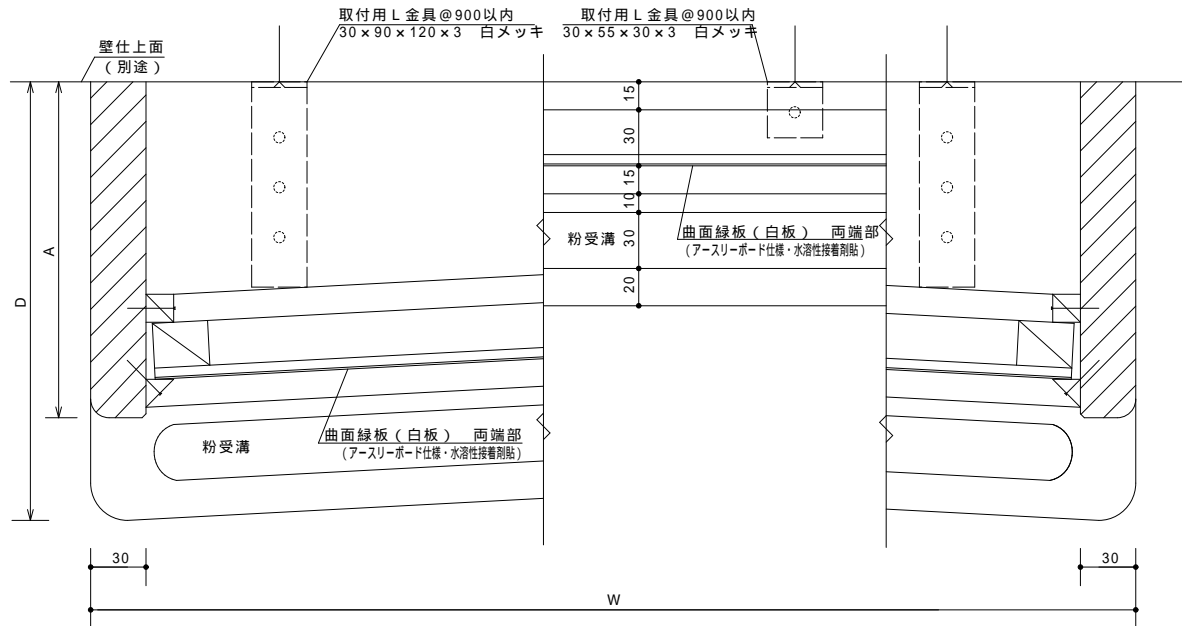 取付用L金具@900以内
30×90×120×3 白メッキ
取付用L金具@900以内
30×55×30×3 白メッキ
壁仕上面
(別途)
15
30
15
10
30
20
A
D
粉受溝
曲面緑板(白板) 両端部
(アースリーボード仕様・水溶性接着剤貼)
粉受溝
曲面緑板(白板) 両端部
(アースリーボード仕様・水溶性接着剤貼)
30
30
W